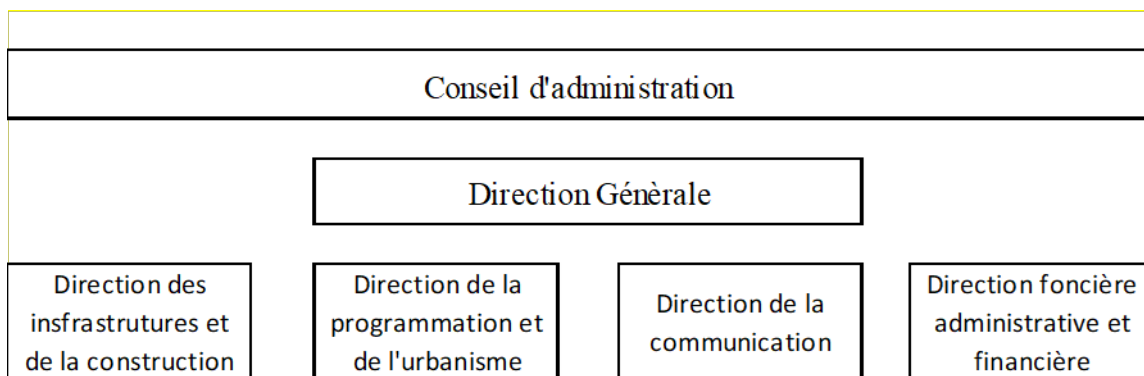 Conseil d'administration
Direction Génèrale
Direction des
insfrastrutures et
de la construction
Direction de la
programmation et
de l'urbanisme
Direction de la
communication
Direction foncière
administrative et
financière